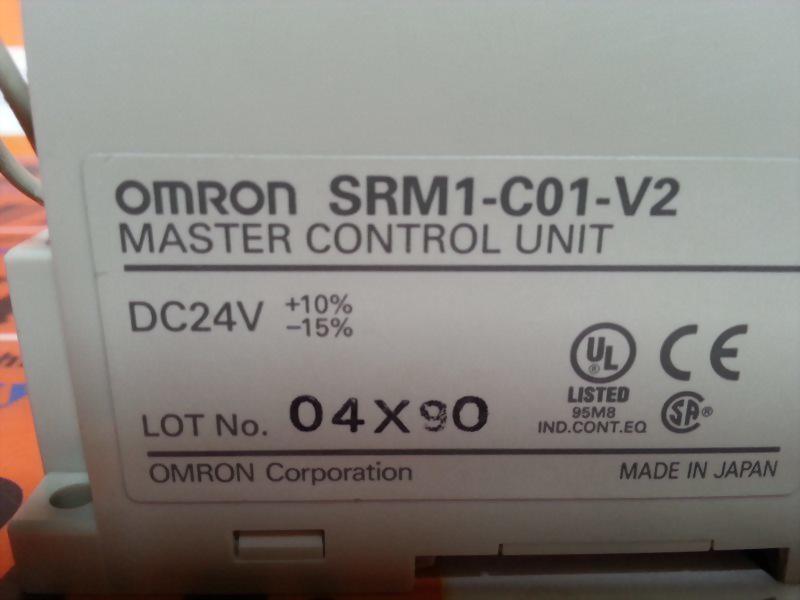 OMRON SRM1-C01-V2
MASTER CONTROL UNIT
DC24V +10%
-15%
UL®
CE
LISTED
95M8
IND.CONT.EQ
SA®
LOT No. 04X90
OMRON Corporation MADE IN JAPAN